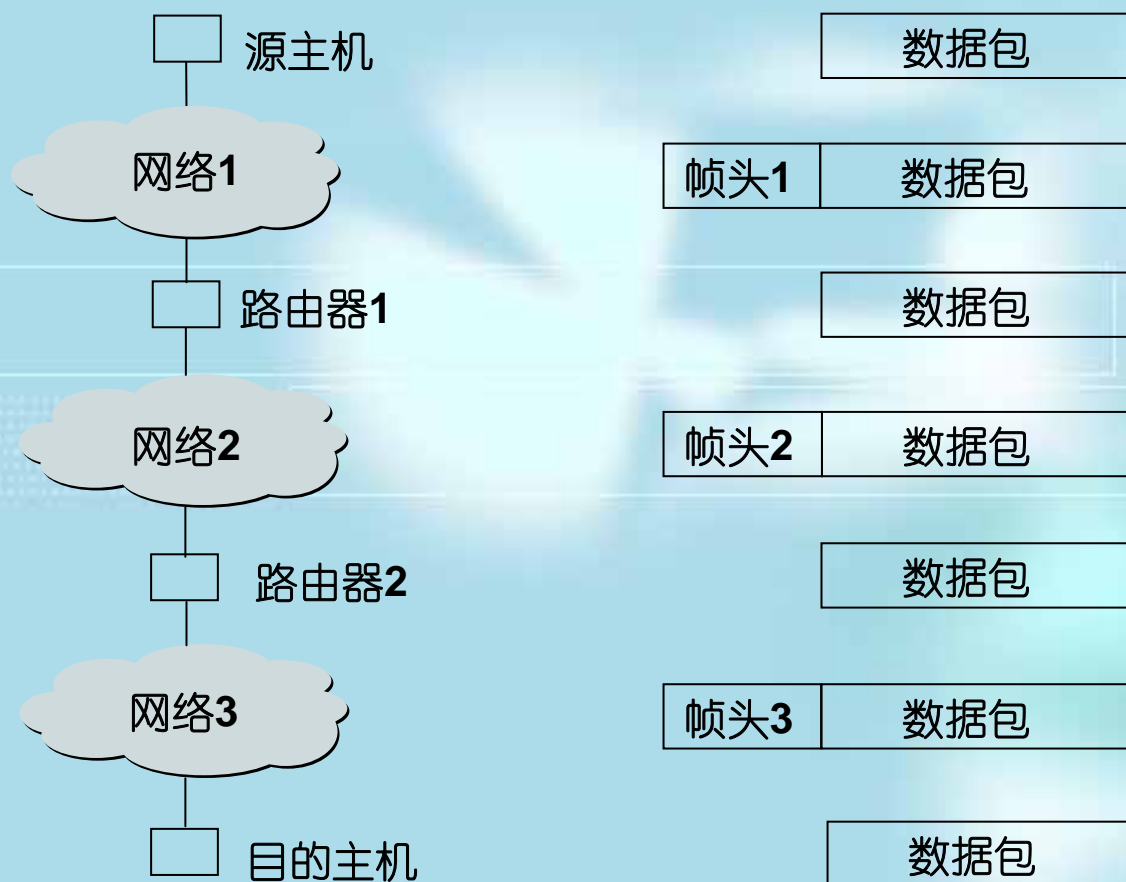 源主机 数据包
网络1 帧头1 数据包
路由器1 数据包
网络2 帧头2 数据包
路由器2 数据包
网络3 帧头3 数据包
目的主机 数据包